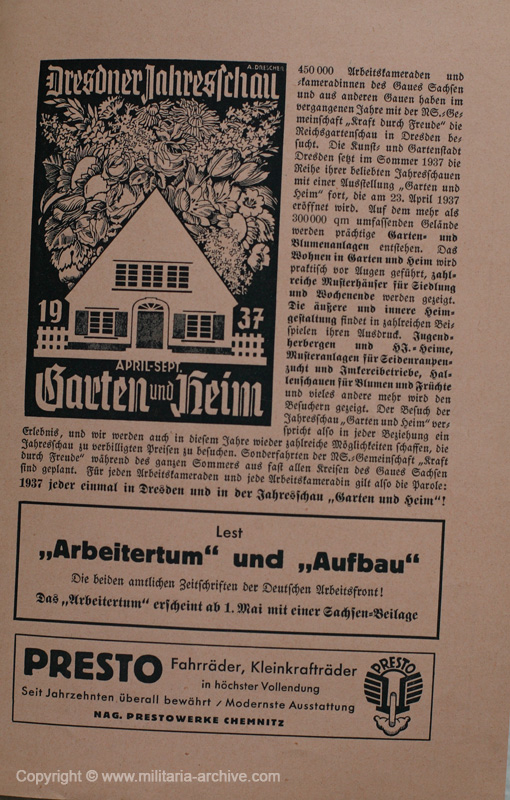 A. DRESCHER
Dresdner Jahresschau
1937
APRIL-SEPT.
Garten und Heim
450 000 Arbeitskameraden und
-kameradinnen des Gaues Sachsen
und aus anderen Gauen haben im
vergangenen Jahre mit der NS.-Ge-
meinschaft „Kraft durch Freude“ die
Reichsgartenschau in Dresden be-
sucht. Die Kunst- und Gartenstadt
Dresden setzt im Sommer 1937 die
Reihe ihrer beliebten Jahresschauen
mit einer Ausstellung „Garten und
Heim“ fort, die am 23. April 1937
eröffnet wird. Auf dem mehr als
300 000 qm umfassenden Gelände
werden prächtige Garten- und
Blumenanlagen entstehen. Das
Wohnen in Garten und Heim wird
praktisch vor Augen geführt, zahl-
reiche Musterhäuser für Siedlung
und Wochenende werden gezeigt.
Die äußere und innere Heim-
gestaltung findet in zahlreichen Bei-
spielen ihren Ausdruck. Jugend-
herbergen und HJ.-Heime,
Musteranlagen für Seidenraupen-
zucht und Imkereibetriebe, Hal-
lenschauen für Blumen und Früchte
und vieles andere mehr wird den
Besuchern gezeigt. Der Besuch der
Jahresschau „Garten und Heim“ ver-
spricht also in jeder Beziehung ein
Erlebnis, und wir werden auch in diesem Jahre wieder zahlreiche Möglichkeiten schaffen, die
Jahresschau zu verbilligten Preisen zu besuchen. Sonderfahrten der NS.-Gemeinschaft „Kraft
durch Freude“ während des ganzen Sommers aus fast allen Kreisen des Gaues Sachsen
sind geplant. Für jeden Arbeitskameraden und jede Arbeitskameradin gilt also die Parole:
1937 jeder einmal in Dresden und in der Jahresschau „Garten und Heim“!
Lest
„Arbeitertum“ und „Aufbau“
Die beiden amtlichen Zeitschriften der Deutschen Arbeitsfront!
Das „Arbeitertum“ erscheint ab 1. Mai mit einer Sachsen-Beilage
PRESTO Fahrräder, Kleinkrafträder
in höchster Vollendung
Seit Jahrzehnten überall bewährt / Modernste Ausstattung
NAG. PRESTOWERKE CHEMNITZ
PRESTO
Copyright © www.militaria-archive.com